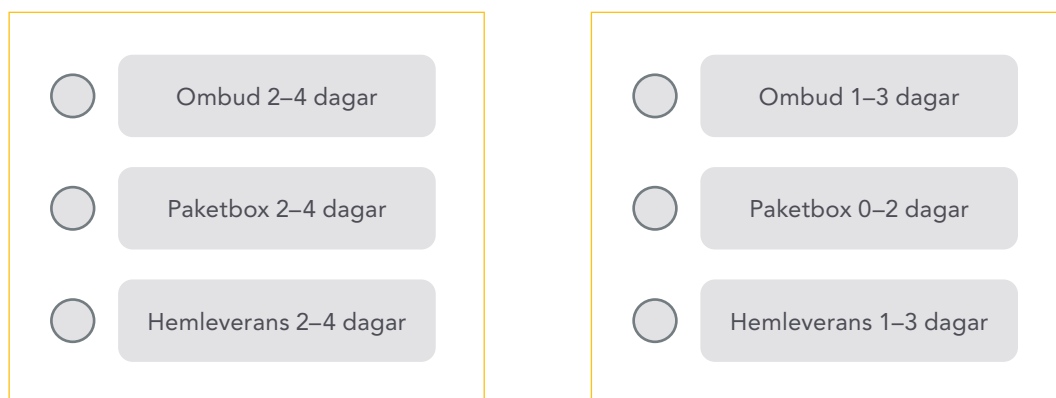 Ombud 2–4 dagar
Paketbox 2–4 dagar
Hemleverans 2–4 dagar
Ombud 1–3 dagar
Paketbox 0–2 dagar
Hemleverans 1–3 dagar